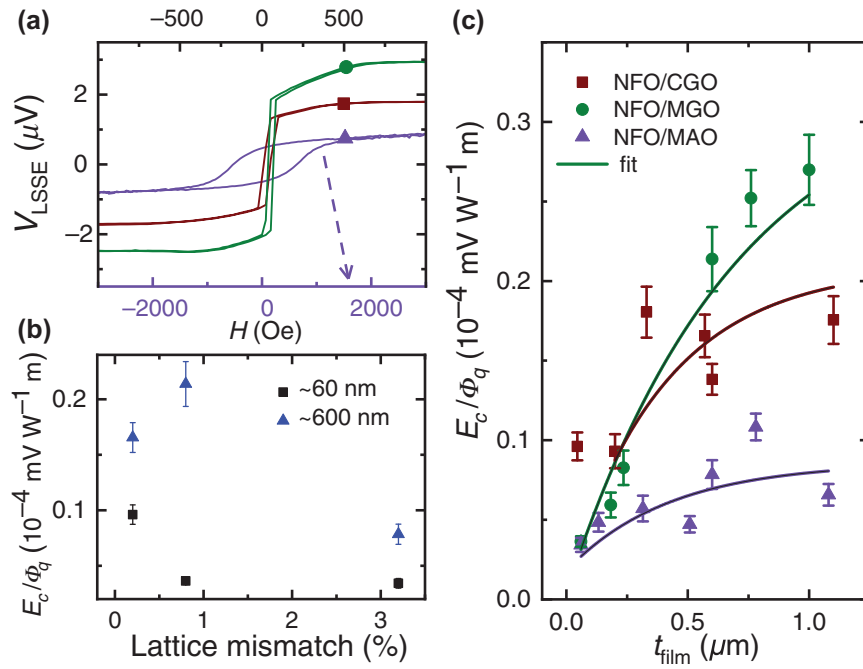 (a)
−500 0 500
2
0
−2
V_LSSE (μV)
−2000 0 2000
H (Oe)
(b)
~60 nm
~600 nm
0.2
0.1
E_c/Φ_q (10⁻⁴ mV W⁻¹ m)
0 1 2 3
Lattice mismatch (%)
(c)
NFO/CGO
NFO/MGO
NFO/MAO
fit
0.3
0.2
0.1
0.0
E_c/Φ_q (10⁻⁴ mV W⁻¹ m)
0.0 0.5 1.0
t_film (μm)